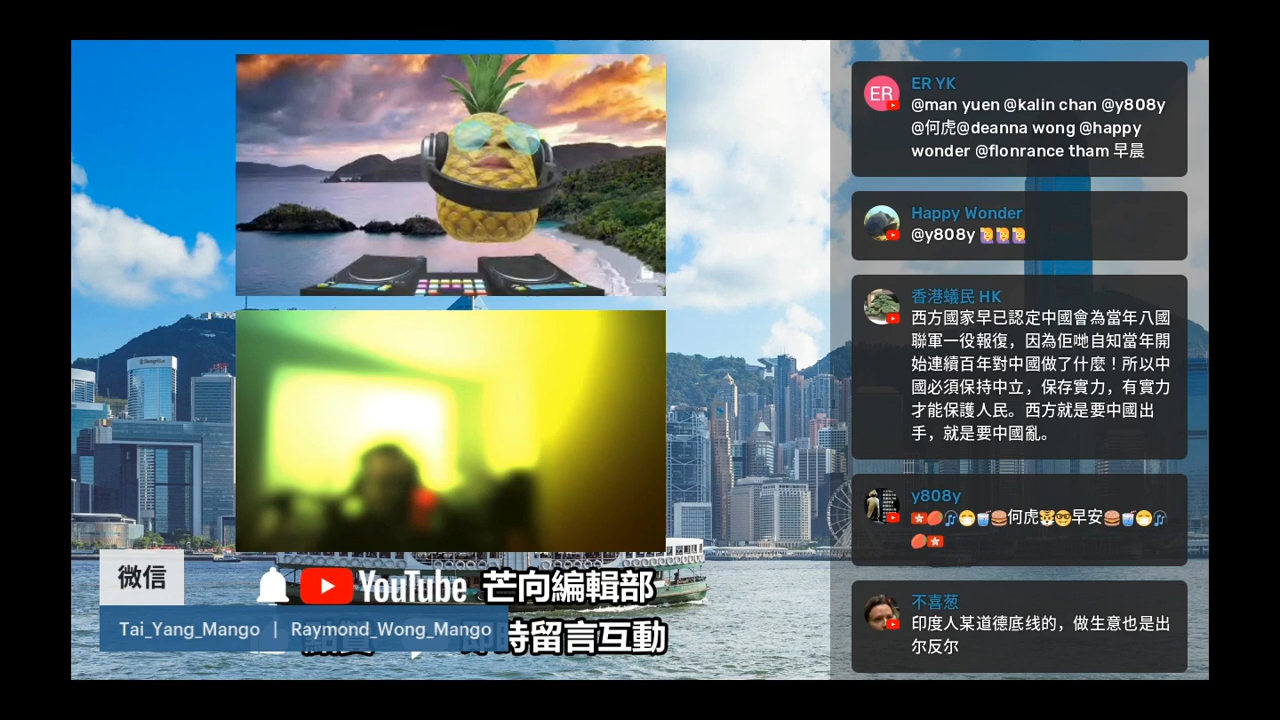 ER YK
@man yuen @kalin chan @y808y
@何虎@deanna wong @happy
wonder @flonrance tham 早晨
Happy Wonder
@y808y
香港蟻民 HK
西方國家早已認定中國會為當年八國
聯軍一役報復，因為佢哋自知當年開
始連續百年對中國做了什麼！所以中
國必須保持中立，保存實力，有實力
才能保護人民。西方就是要中國出
手，就是要中國亂。
y808y
何虎🐯🤓早安
不喜葱
印度人某道德底线的，做生意也是出
尔反尔
微信
YouTube 芒向編輯部
Tai_Yang_Mango | Raymond_Wong_Mango
時留言互動